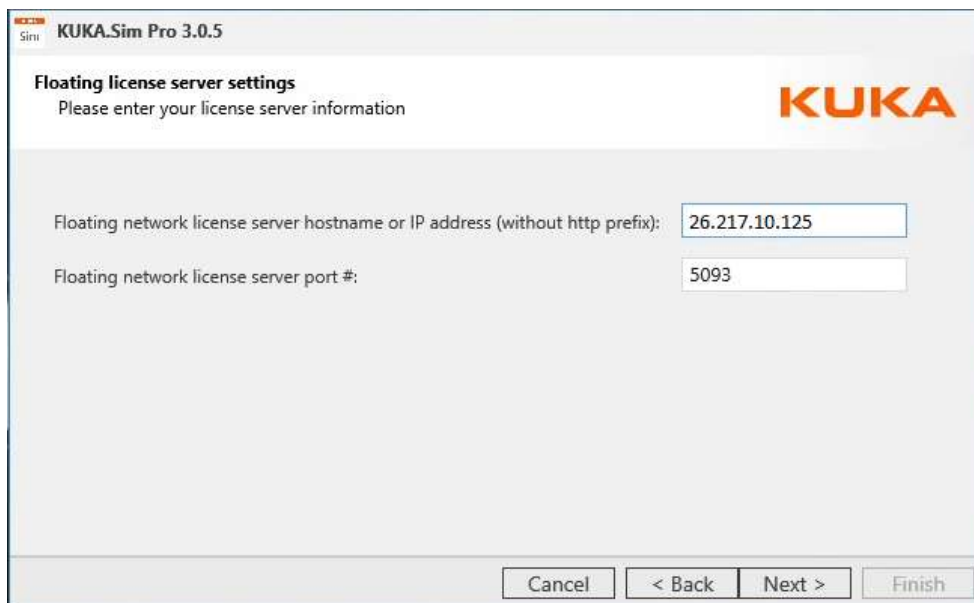 Sim
KUKA.Sim Pro 3.0.5
Floating license server settings
Please enter your license server information
KUKA
Floating network license server hostname or IP address (without http prefix): 26.217.10.125
Floating network license server port #: 5093
Cancel < Back Next > Finish